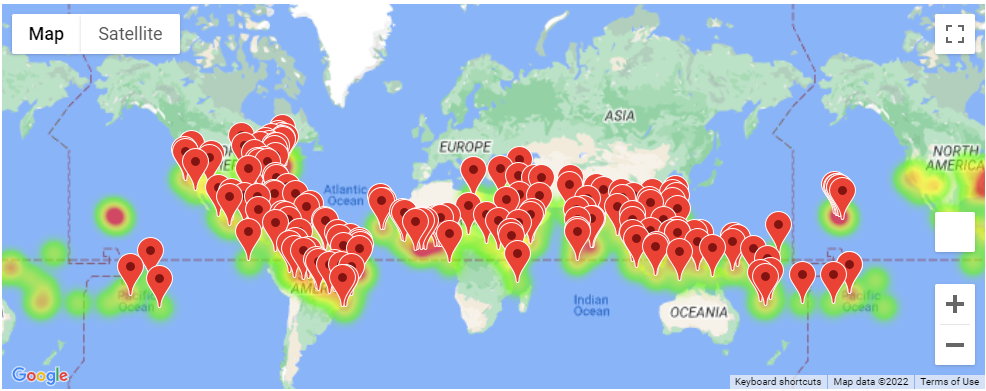 Map
Satellite
ASIA
EUROPE
NORTH
AMERICA
Atlantic
Ocean
Pacific
Ocean
Indian
Ocean
Pacific
Ocean
OCEANIA
Google
Keyboard shortcuts
Map data ©2022
Terms of Use